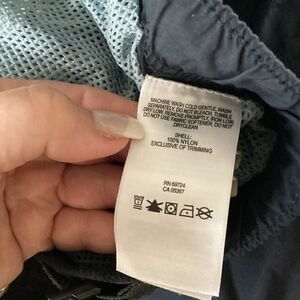 MACHINE WASH COLD GENTLE, WASH
SEPARATELY, DO NOT BLEACH, TUMBLE
DRY LOW, REMOVE PROMPTLY, IRON LOW,
DO NOT USE FABRIC SOFTENER, DO NOT
DRYCLEAN
SHELL:
100% NYLON
EXCLUSIVE OF TRIMMING
RN 69724
CA 05367